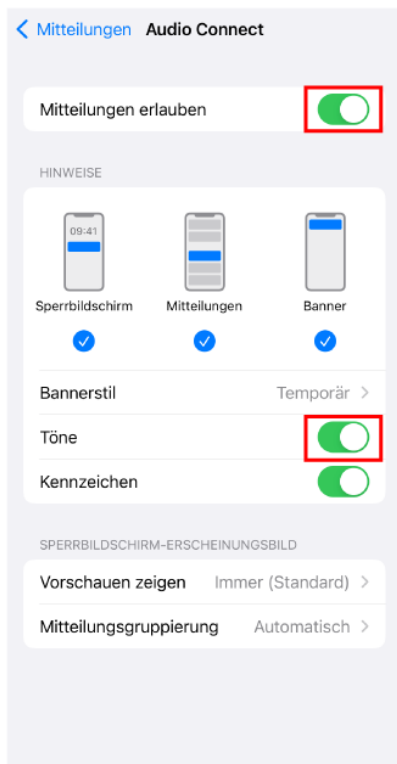 Mitteilungen Audio Connect
Mitteilungen erlauben
HINWEISE
09:41
Sperrbildschirm Mitteilungen Banner
Bannerstil Temporär
Töne
Kennzeichen
SPERRBILDSCHIRM-ERSCHEINUNGSBILD
Vorschauen zeigen Immer (Standard)
Mitteilungsgruppierung Automatisch